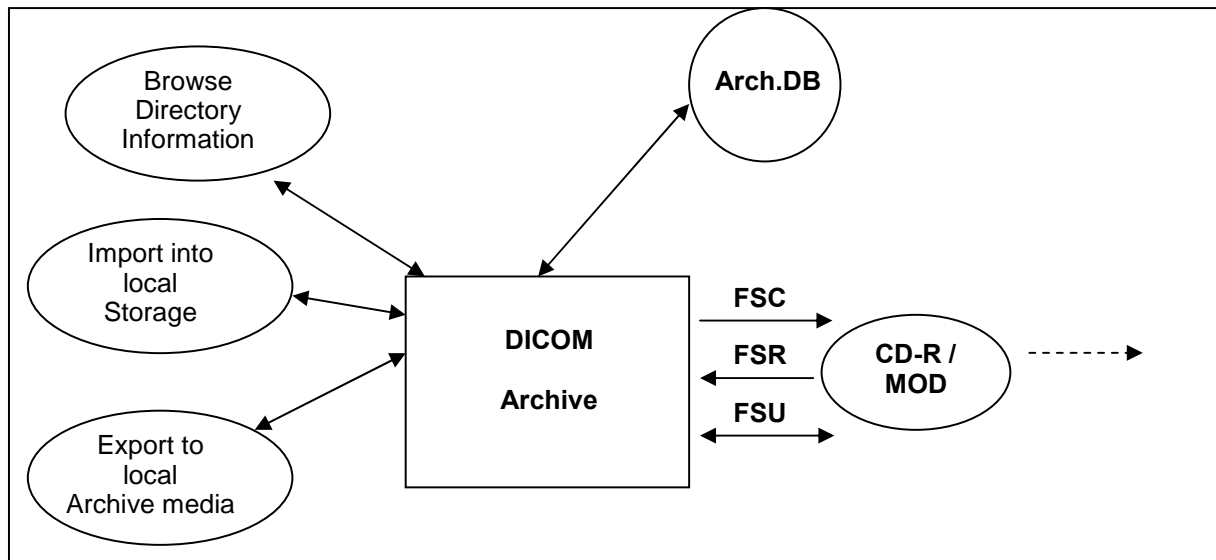 Browse
Directory
Information
Arch.DB
Import into
local
Storage
DICOM
Archive
FSC
FSR
FSU
CD-R /
MOD
Export to
local
Archive media